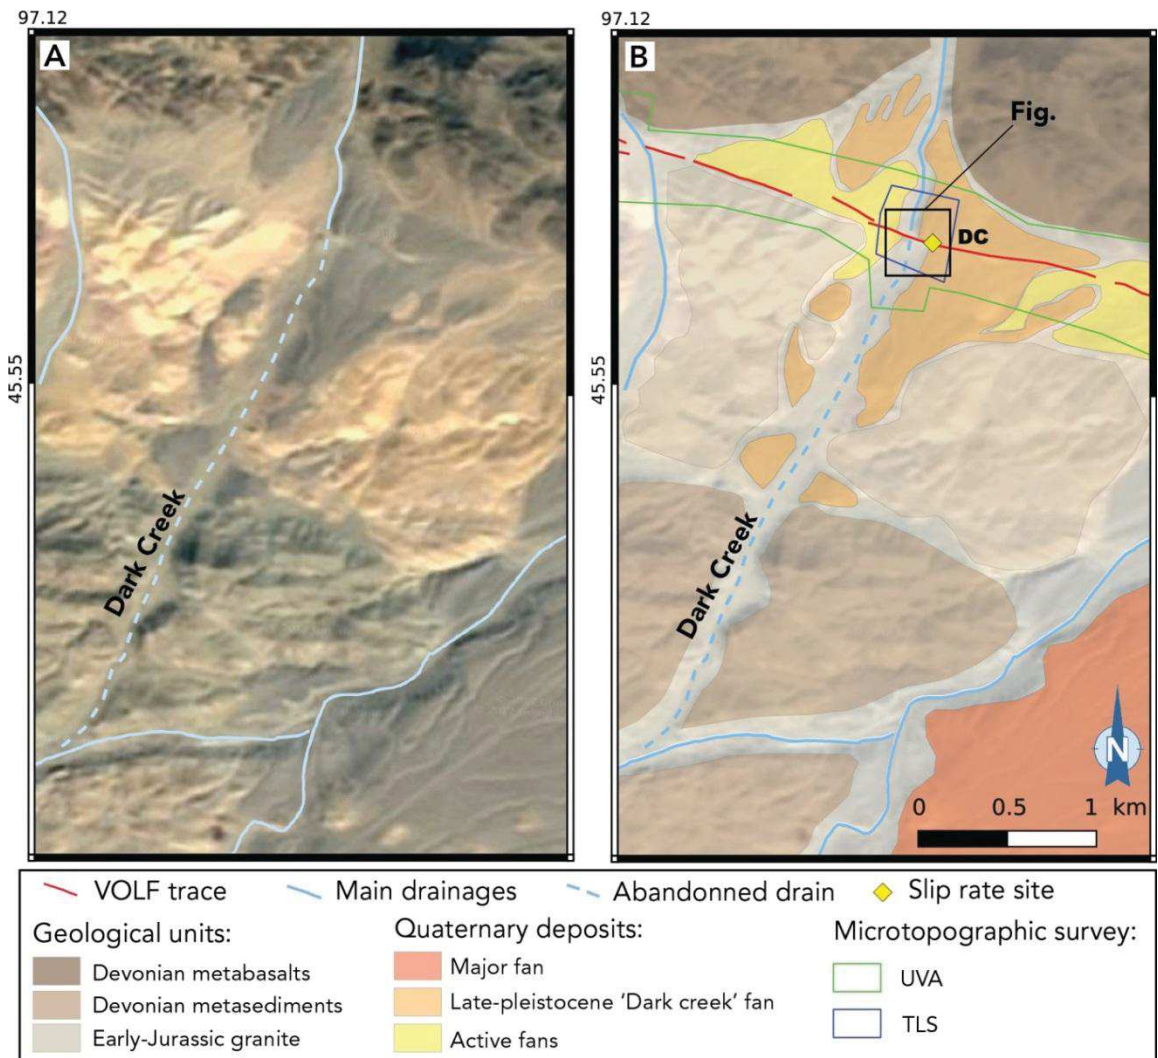 97.12
97.12
A
B
Fig.
DC
45.55
45.55
Dark Creek
Dark Creek
N
0 0.5 1 km
VOLF trace
Main drainages
Abandonned drain
Slip rate site
Geological units:
Devonian metabasalts
Devonian metasediments
Early-Jurassic granite
Quaternary deposits:
Major fan
Late-pleistocene 'Dark creek' fan
Active fans
Microtopographic survey:
UVA
TLS